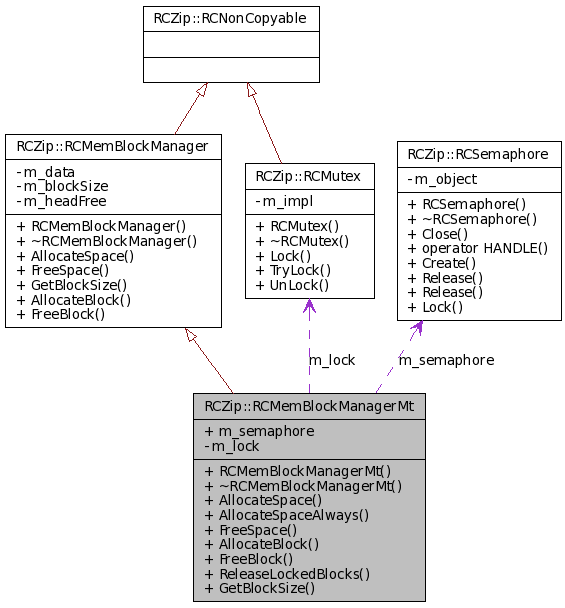 RCZip::RCNonCopyable
RCZip::RCMemBlockManager
- m_data
- m_blockSize
- m_headFree
+ RCMemBlockManager()
+ ~RCMemBlockManager()
+ AllocateSpace()
+ FreeSpace()
+ GetBlockSize()
+ AllocateBlock()
+ FreeBlock()
RCZip::RCMutex
- m_impl
+ RCMutex()
+ ~RCMutex()
+ Lock()
+ TryLock()
+ UnLock()
RCZip::RCSemaphore
- m_object
+ RCSemaphore()
+ ~RCSemaphore()
+ Close()
+ operator HANDLE()
+ Create()
+ Release()
+ Release()
+ Lock()
m_lock
m_semaphore
RCZip::RCMemBlockManagerMt
+ m_semaphore
- m_lock
+ RCMemBlockManagerMt()
+ ~RCMemBlockManagerMt()
+ AllocateSpace()
+ AllocateSpaceAlways()
+ FreeSpace()
+ AllocateBlock()
+ FreeBlock()
+ ReleaseLockedBlocks()
+ GetBlockSize()